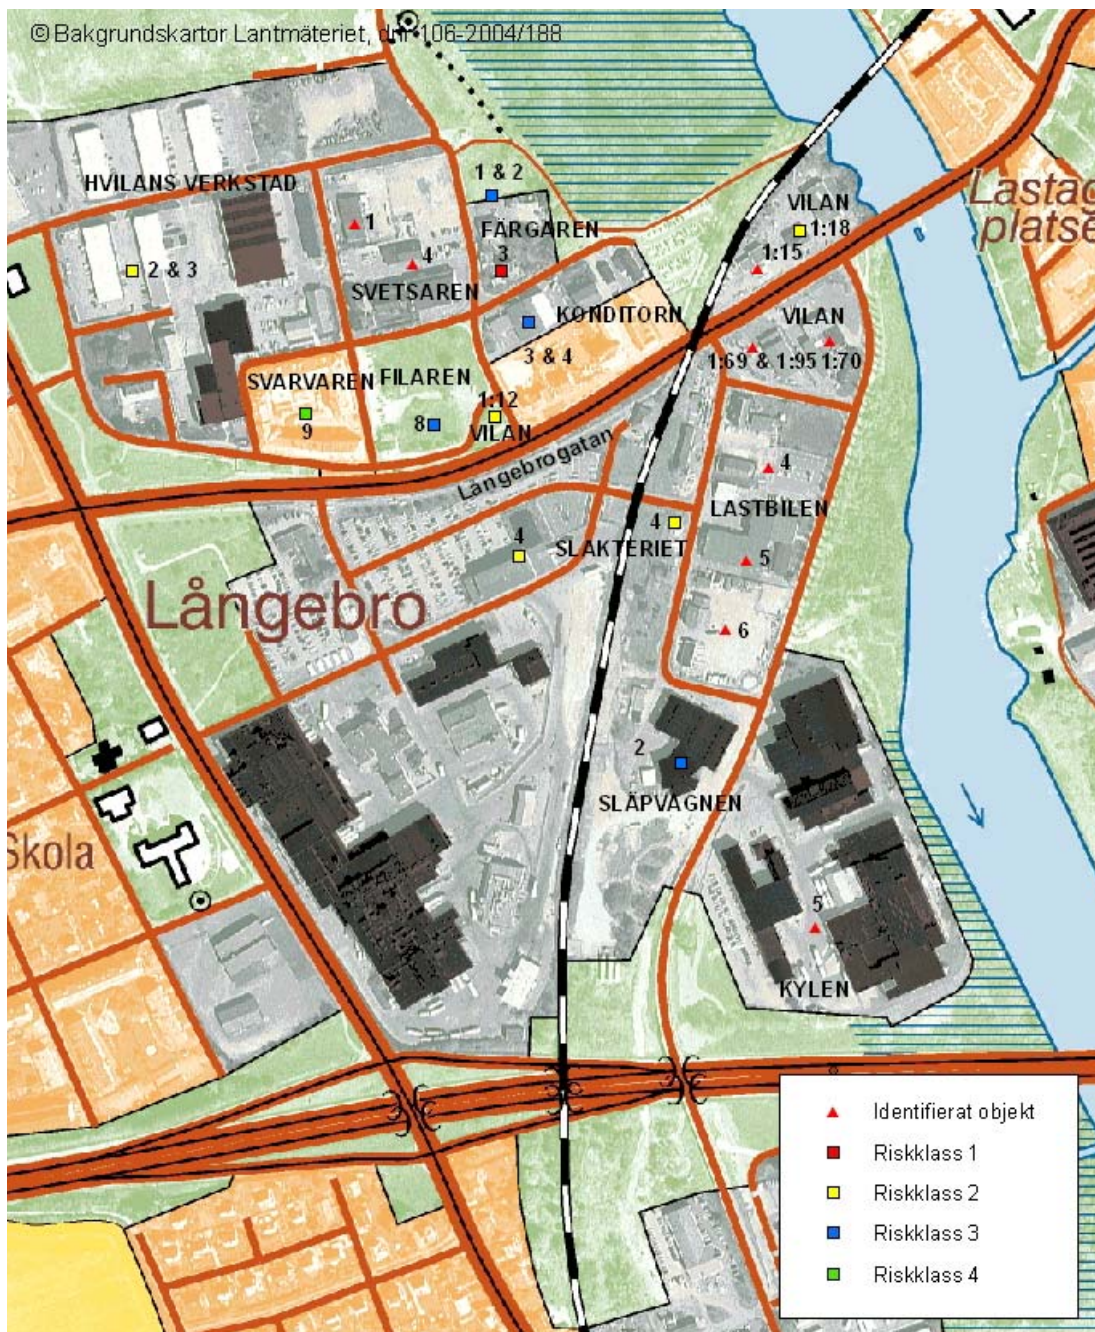 © Bakgrundskartor Lantmäteriet, dnr 106-2004/188
HVILANS VERKSTAD
1 & 2
Lastag
platse
VILAN
1:18
1
FÄRGAREN
2 & 3
4
3
1:15
SVETSAREN
KONDITORN
VILAN
3 & 4
1:69 & 1:95 1:70
SVARVAREN
FILAREN
1:12
9
8
VILAN
Långebrogatan
4
LASTBILEN
4
4
SLAKTERIET
5
Långebro
6
2
SLÄPVAGNEN
Skola
5
KYLEN
Identifierat objekt
Riskklass 1
Riskklass 2
Riskklass 3
Riskklass 4